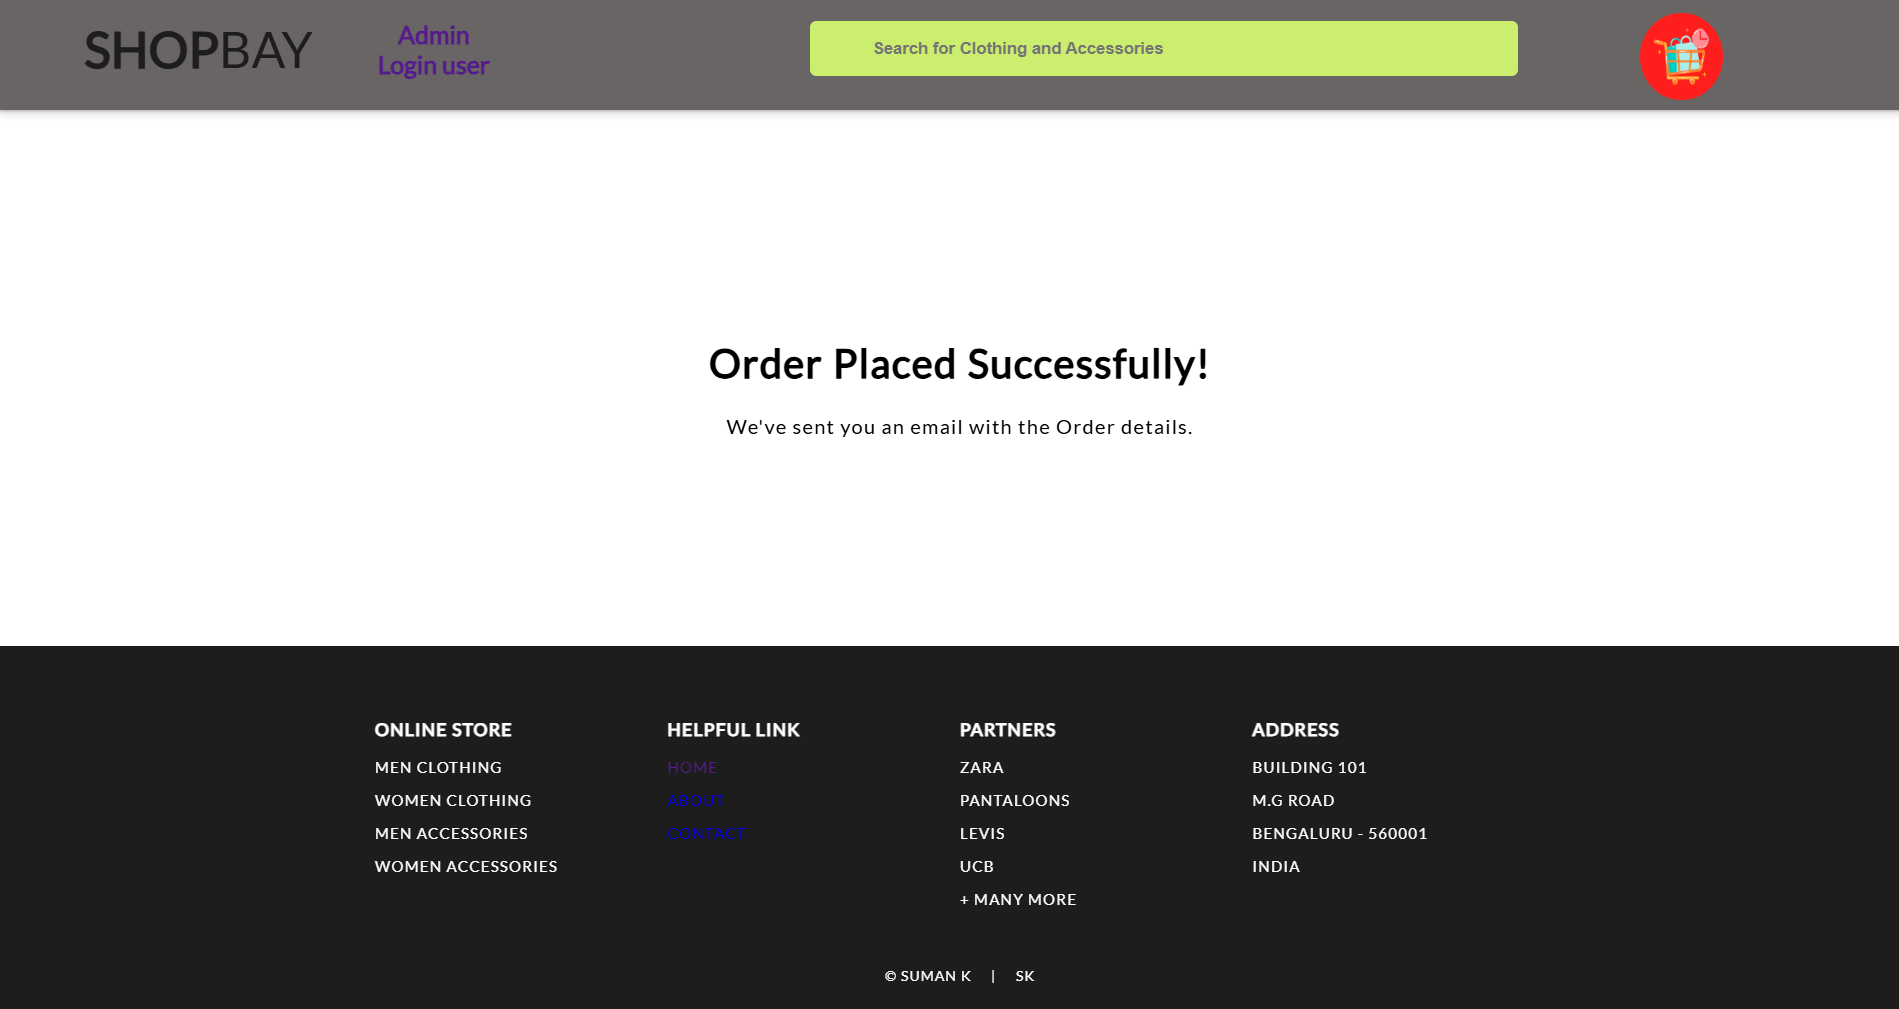 SHOPBAY
Admin
Login user
Search for Clothing and Accessories
Order Placed Successfully!
We've sent you an email with the Order details.
ONLINE STORE
MEN CLOTHING
WOMEN CLOTHING
MEN ACCESSORIES
WOMEN ACCESSORIES
HELPFUL LINK
HOME
ABOUT
CONTACT
PARTNERS
ZARA
PANTALOONS
LEVIS
UCB
+ MANY MORE
ADDRESS
BUILDING 101
M.G ROAD
BENGALURU - 560001
INDIA
© SUMAN K | SK